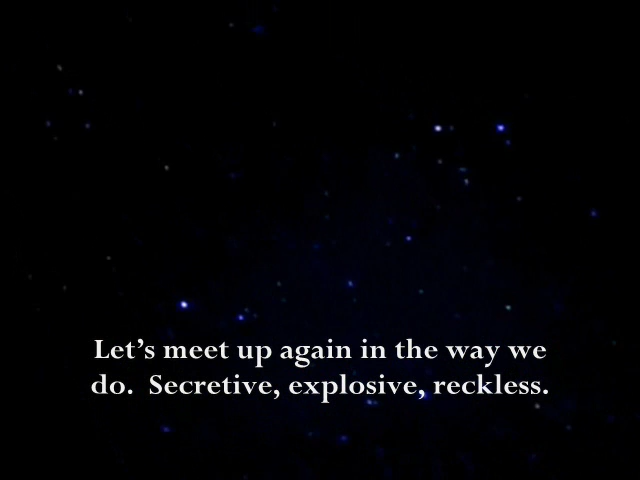 Let’s meet up again in the way we
do.  Secretive, explosive, reckless.